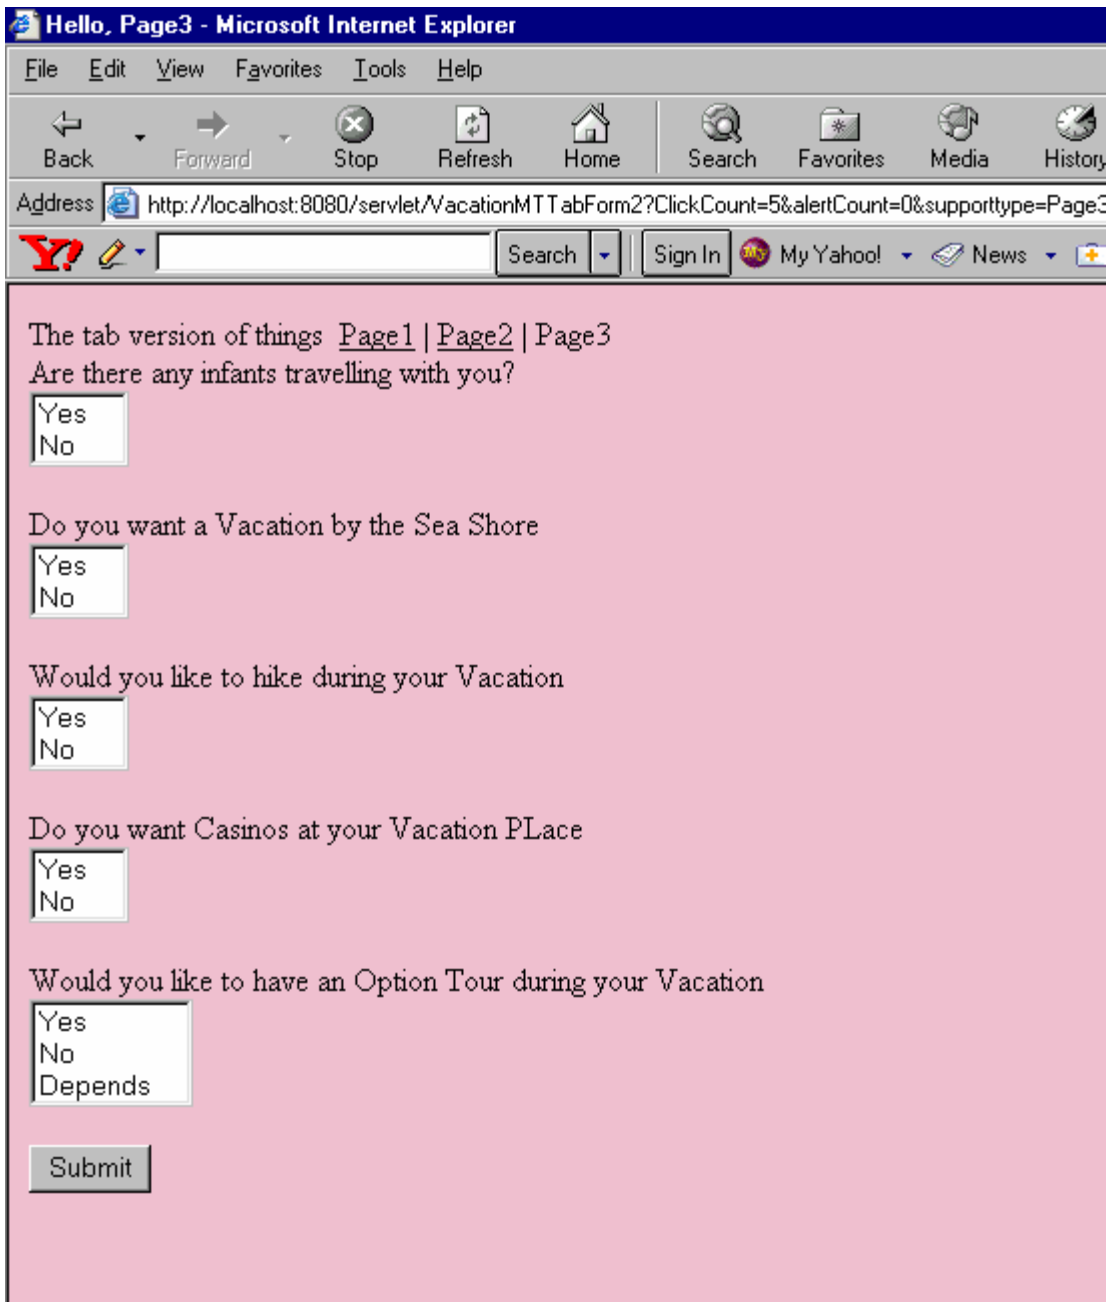 Hello, Page3 - Microsoft Internet Explorer
File Edit View Favorites Tools Help
Back Forward Stop Refresh Home Search Favorites Media History
Address http://localhost:8080/servlet/VacationMTTabForm2?ClickCount=5&alertCount=0&supporttype=Page3
Y! Search Sign In My My Yahoo! News
The tab version of things Page1 | Page2 | Page3
Are there any infants travelling with you?
Yes
No
Do you want a Vacation by the Sea Shore
Yes
No
Would you like to hike during your Vacation
Yes
No
Do you want Casinos at your Vacation PLace
Yes
No
Would you like to have an Option Tour during your Vacation
Yes
No
Depends
Submit